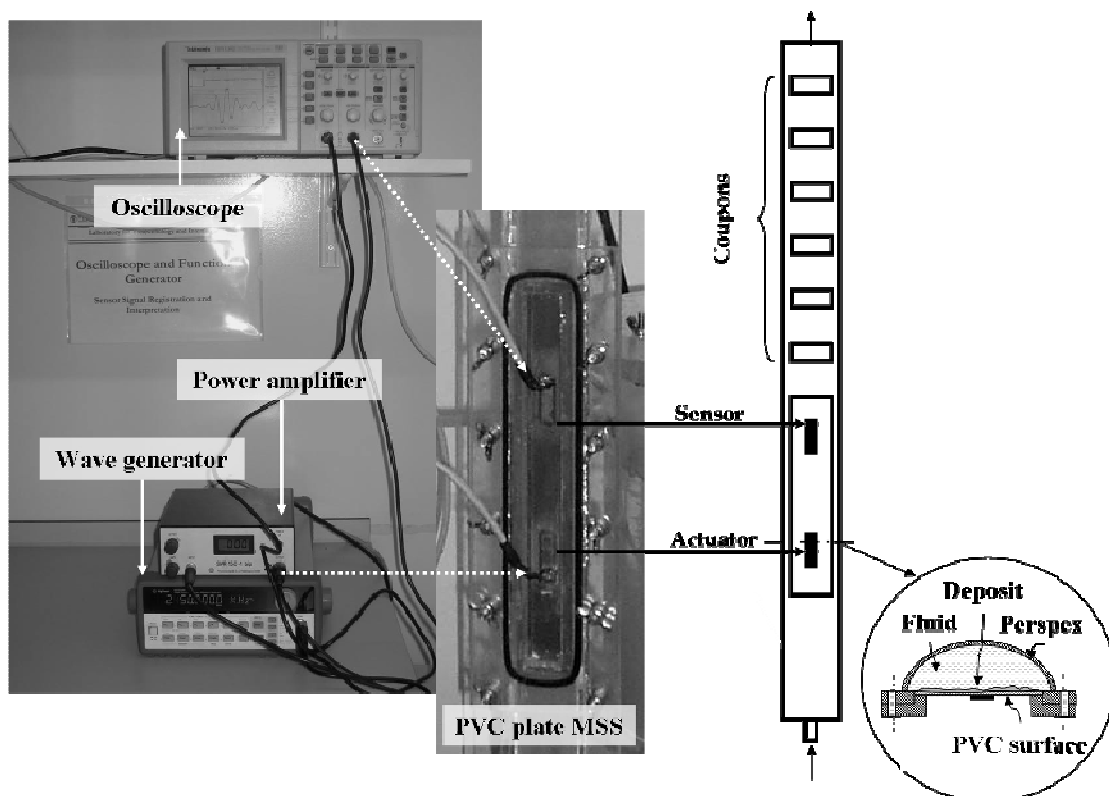 Tektronix
Oscilloscope
Oscilloscope and Function
Generator
Sensor Signal Registration and
Interpretation
Power amplifier
Wave generator
PVC plate MSS
Coupons
Sensor
Actuator
Deposit
Fluid
Perspex
PVC surface